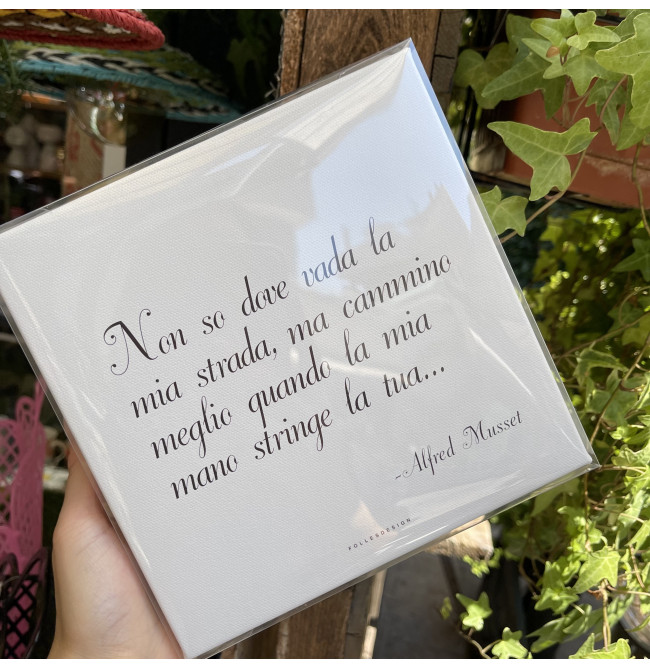 Non so dove vada la
mia strada, ma cammino
meglio quando la mia
mano stringe la tua...
-Alfred Musset
FOLLEDESIGN